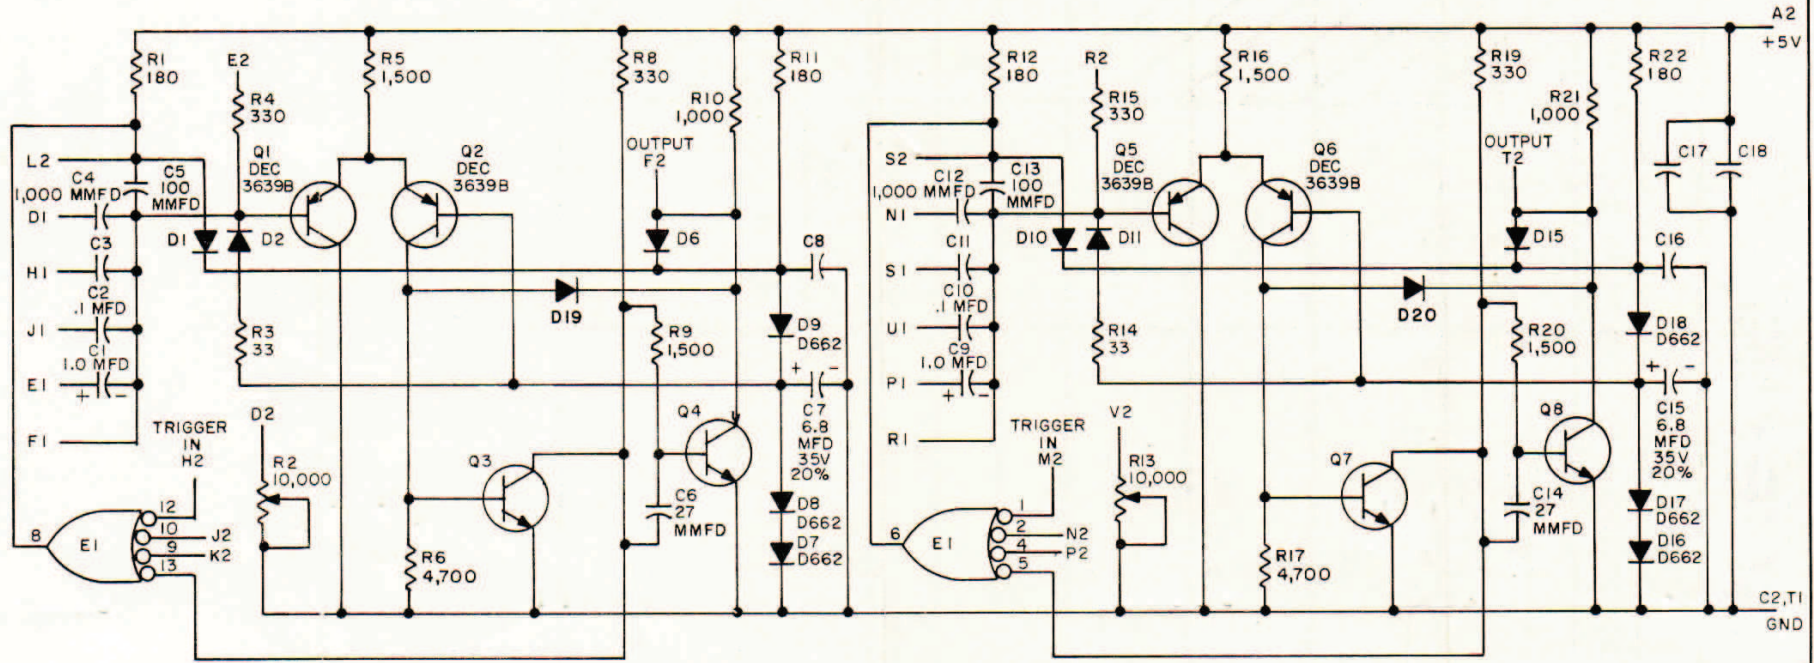 A2
+5V
R1
180
E2
R5
1,500
R8
330
R11
180
R12
180
R2
R16
1,500
R19
330
R22
180
R4
330
R10
1,000
R15
330
R21
1,000
L2
C4
1,000 MMFD
C5
100
MMFD
Q1
DEC
3639B
Q2
DEC
3639B
OUTPUT
F2
S2
C12
1,000 MMFD
C13
100
MMFD
Q5
DEC
3639B
Q6
DEC
3639B
OUTPUT
T2
C17
C18
D1
D1
D2
D6
C8
N1
D10
D11
D15
C16
H1
C3
S1
C11
J1
C2
.1 MFD
D19
D9
D662
U1
C10
.1 MFD
D20
D18
D662
R3
33
R9
1,500
R14
33
R20
1,500
E1
C1
1.0 MFD
+ -
+ -
C7
6.8
MFD
35V
20%
P1
C9
1.0 MFD
+ -
+ -
C15
6.8
MFD
35V
20%
F1
TRIGGER
IN
H2
D2
R2
10,000
Q3
Q4
R1
TRIGGER
IN
M2
V2
R13
10,000
Q7
Q8
8
E1
12
10
9
13
J2
K2
R6
4,700
C6
27
MMFD
D8
D662
D7
D662
6
E1
1
2
4
5
N2
P2
R17
4,700
C14
27
MMFD
D17
D662
D16
D662
C2,T1
GND